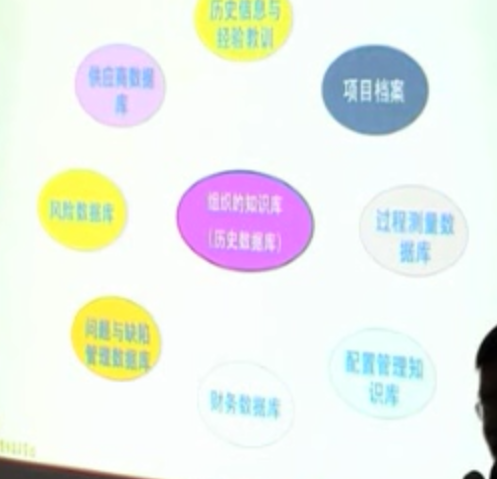 历史信息与
经验教训
供应商数据
库
项目档案
风险数据库
组织的知识库
（历史数据库）
过程测量数
据库
问题与缺陷
管理数据库
配置管理知
识库
财务数据库